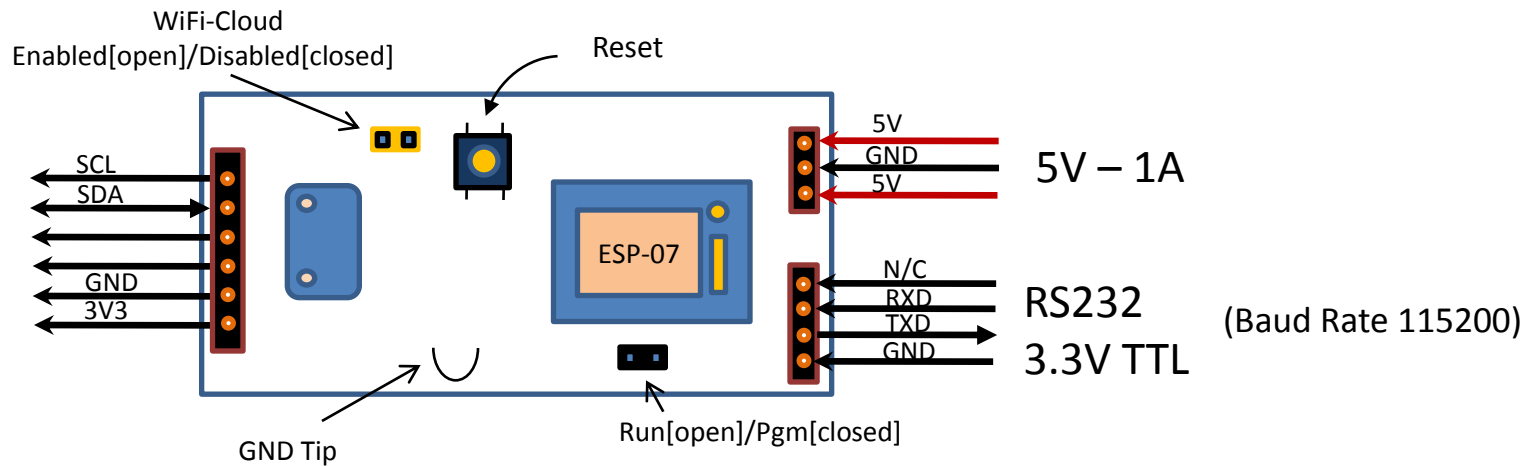 WiFi-Cloud
Enabled[open]/Disabled[closed]
Reset
SCL
SDA
GND
3V3
ESP-07
5V
GND
5V
5V – 1A
N/C
RXD
TXD
GND
RS232
3.3V TTL
(Baud Rate 115200)
GND Tip
Run[open]/Pgm[closed]